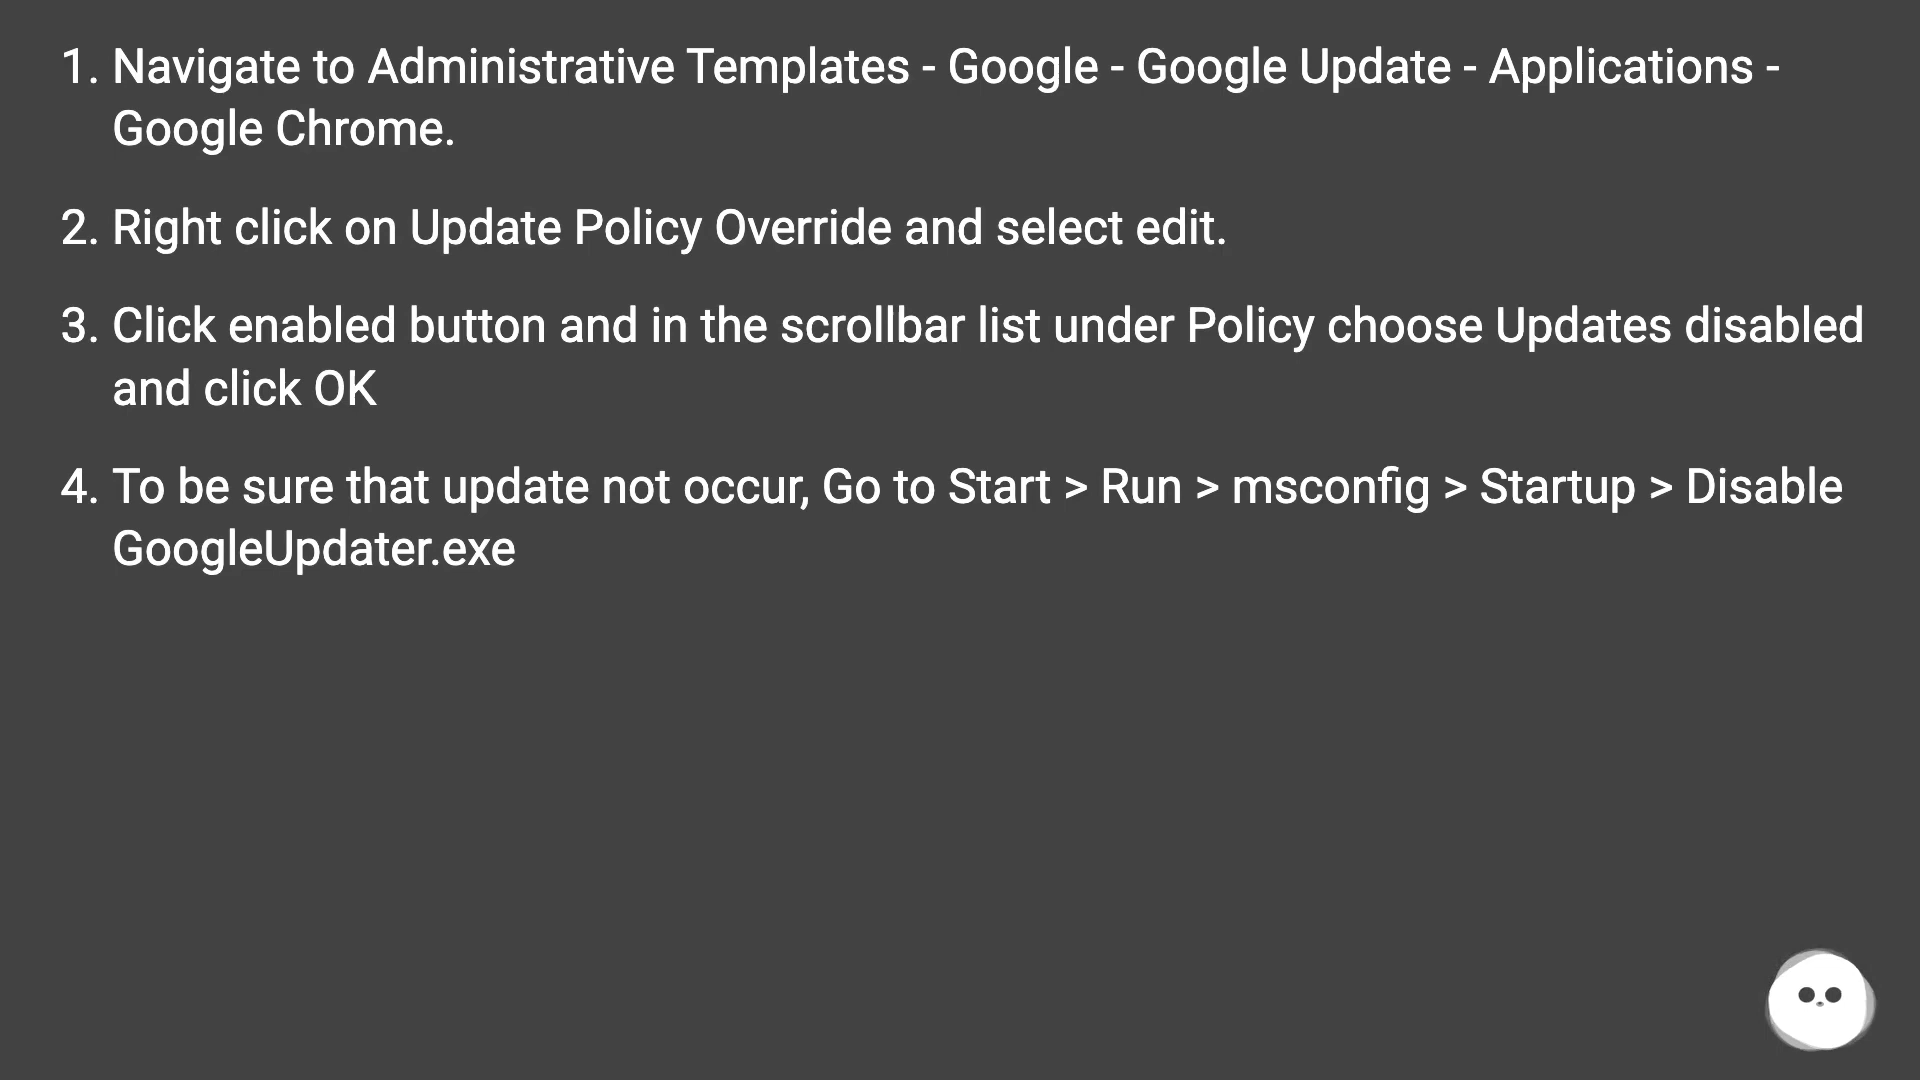 1. Navigate to Administrative Templates - Google - Google Update - Applications -
Google Chrome.
2. Right click on Update Policy Override and select edit.
3. Click enabled button and in the scrollbar list under Policy choose Updates disabled
and click OK
4. To be sure that update not occur, Go to Start > Run > msconfig > Startup > Disable
GoogleUpdater.exe